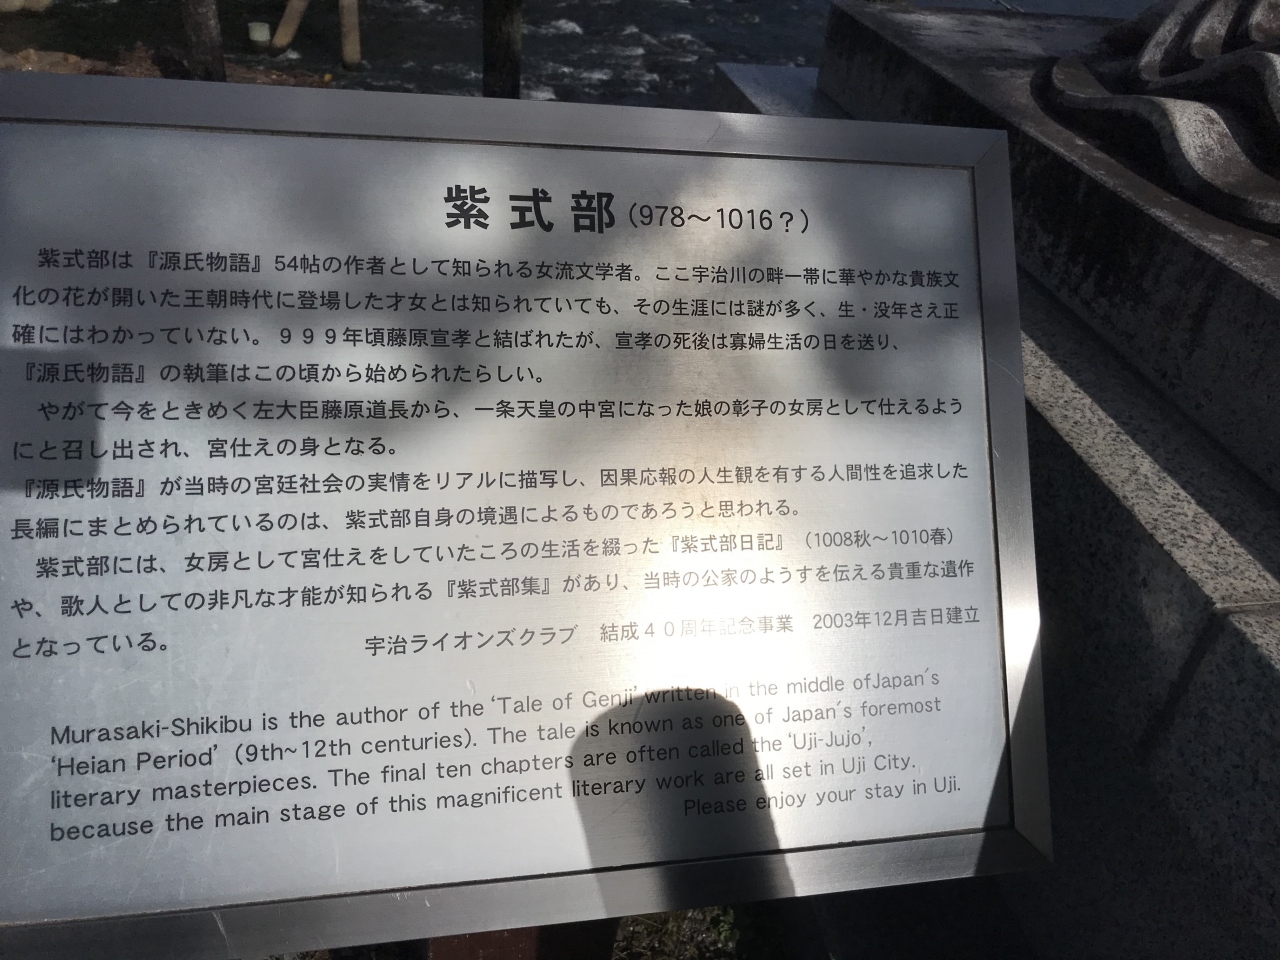 紫式部(978～1016？)
紫式部は『源氏物語』54帖の作者として知られる女流文学者。ここ宇治川の畔一帯に華やかな貴族文
化の花が開いた王朝時代に登場した才女とは知られていても、その生涯には謎が多く、生・没年さえ正
確にはわかっていない。９９９年頃藤原宣孝と結ばれたが、宣孝の死後は寡婦生活の日を送り、
『源氏物語』の執筆はこの頃から始められたらしい。
やがて今をときめく左大臣藤原道長から、一条天皇の中宮になった娘の彰子の女房として仕えるよう
にと召し出され、宮仕えの身となる。
『源氏物語』が当時の宮廷社会の実情をリアルに描写し、因果応報の人生観を有する人間性を追求した
長編にまとめられているのは、紫式部自身の境遇によるものであろうと思われる。
紫式部には、女房として宮仕えをしていたころの生活を綴った『紫式部日記』（1008秋～1010春）
や、歌人としての非凡な才能が知られる『紫式部集』があり、当時の公家のようすを伝える貴重な遺作
となっている。
宇治ライオンズクラブ　結成４０周年記念事業　2003年12月吉日建立
Murasaki-Shikibu is the author of the ‘Tale of Genji’ written in the middle ofJapan´s
‘Heian Period’ (9th~12th centuries). The tale is known as one of Japan´s foremost
literary masterpieces. The final ten chapters are often called the ‘Uji-Jujo’,
because the main stage of this magnificent literary work are all set in Uji City.
Please enjoy your stay in Uji.